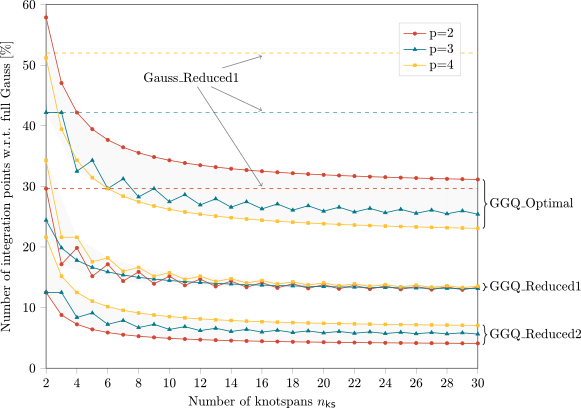 60
50
40
30
20
10
0
Number of integration points w.r.t. full Gauss [%]
p=2
p=3
p=4
Gauss_Reduced1
GGQ_Optimal
GGQ_Reduced1
GGQ_Reduced2
2 4 6 8 10 12 14 16 18 20 22 24 26 28 30
Number of knotspans nks